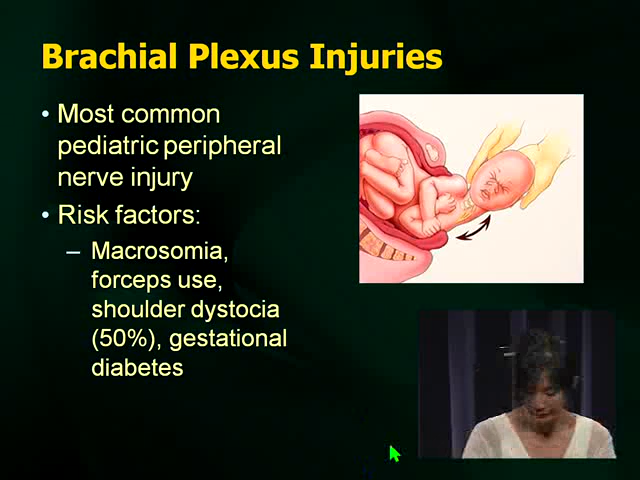 Brachial Plexus Injuries
• Most common
pediatric peripheral
nerve injury
• Risk factors:
– Macrosomia,
forceps use,
shoulder dystocia
(50%), gestational
diabetes